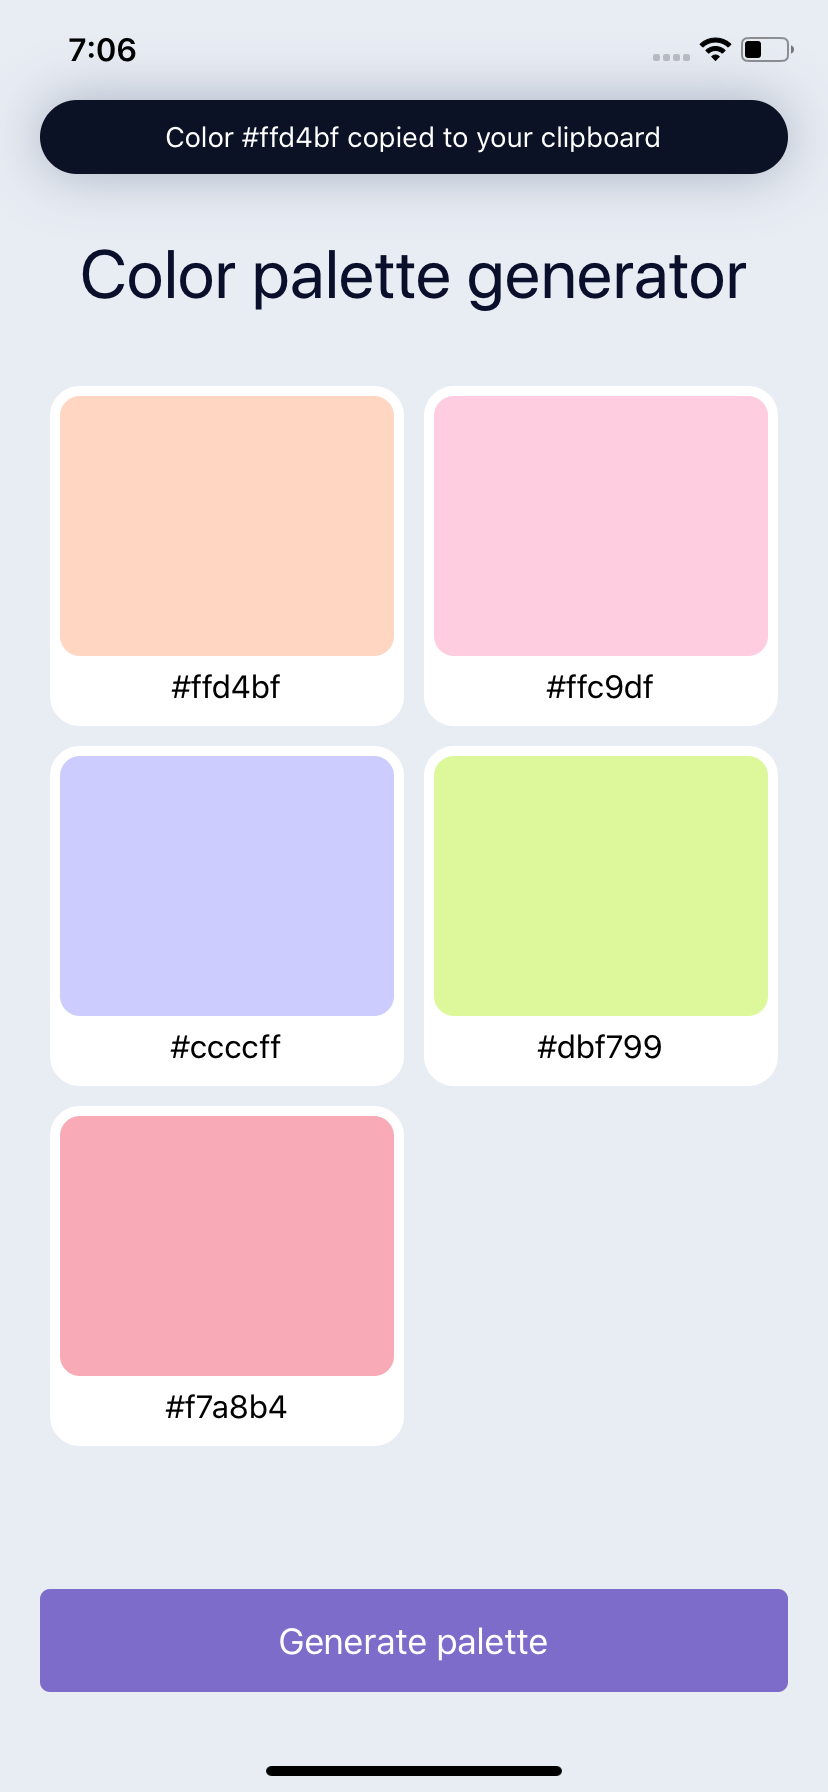 7:06
Color #ffd4bf copied to your clipboard
Color palette generator
#ffd4bf
#ffc9df
#ccccff
#dbf799
#f7a8b4
Generate palette